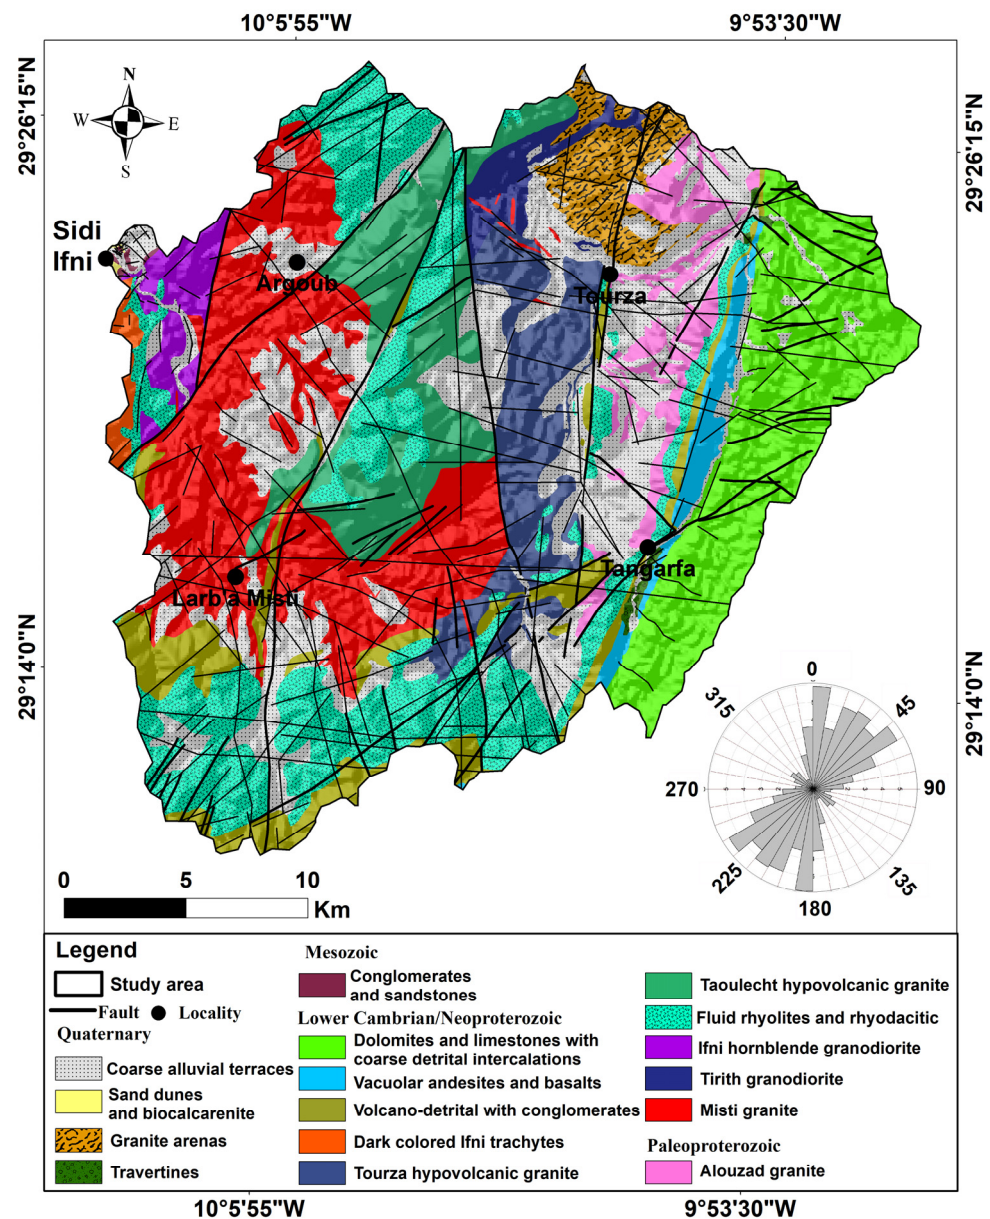 10°5'55"W
9°53'30"W
29°26'15"N
29°26'15"N
N
W
E
S
Sidi
Ifni
Argoub
Tourza
Tangarfa
Larb'a Misti
29°14'0"N
29°14'0"N
0
315
45
270
90
225
135
180
0
5
10
Km
Legend
Study area
Fault
Locality
Quaternary
Coarse alluvial terraces
Sand dunes
and biocalcarenite
Granite arenas
Travertines
Mesozoic
Conglomerates
and sandstones
Lower Cambrian/Neoproterozoic
Dolomites and limestones with
coarse detrital intercalations
Vacuolar andesites and basalts
Volcano-detrital with conglomerates
Dark colored Ifni trachytes
Tourza hypovolcanic granite
Taoulecht hypovolcanic granite
Fluid rhyolites and rhyodacitic
Ifni hornblende granodiorite
Tirith granodiorite
Misti granite
Paleoproterozoic
Alouzad granite
10°5'55"W
9°53'30"W